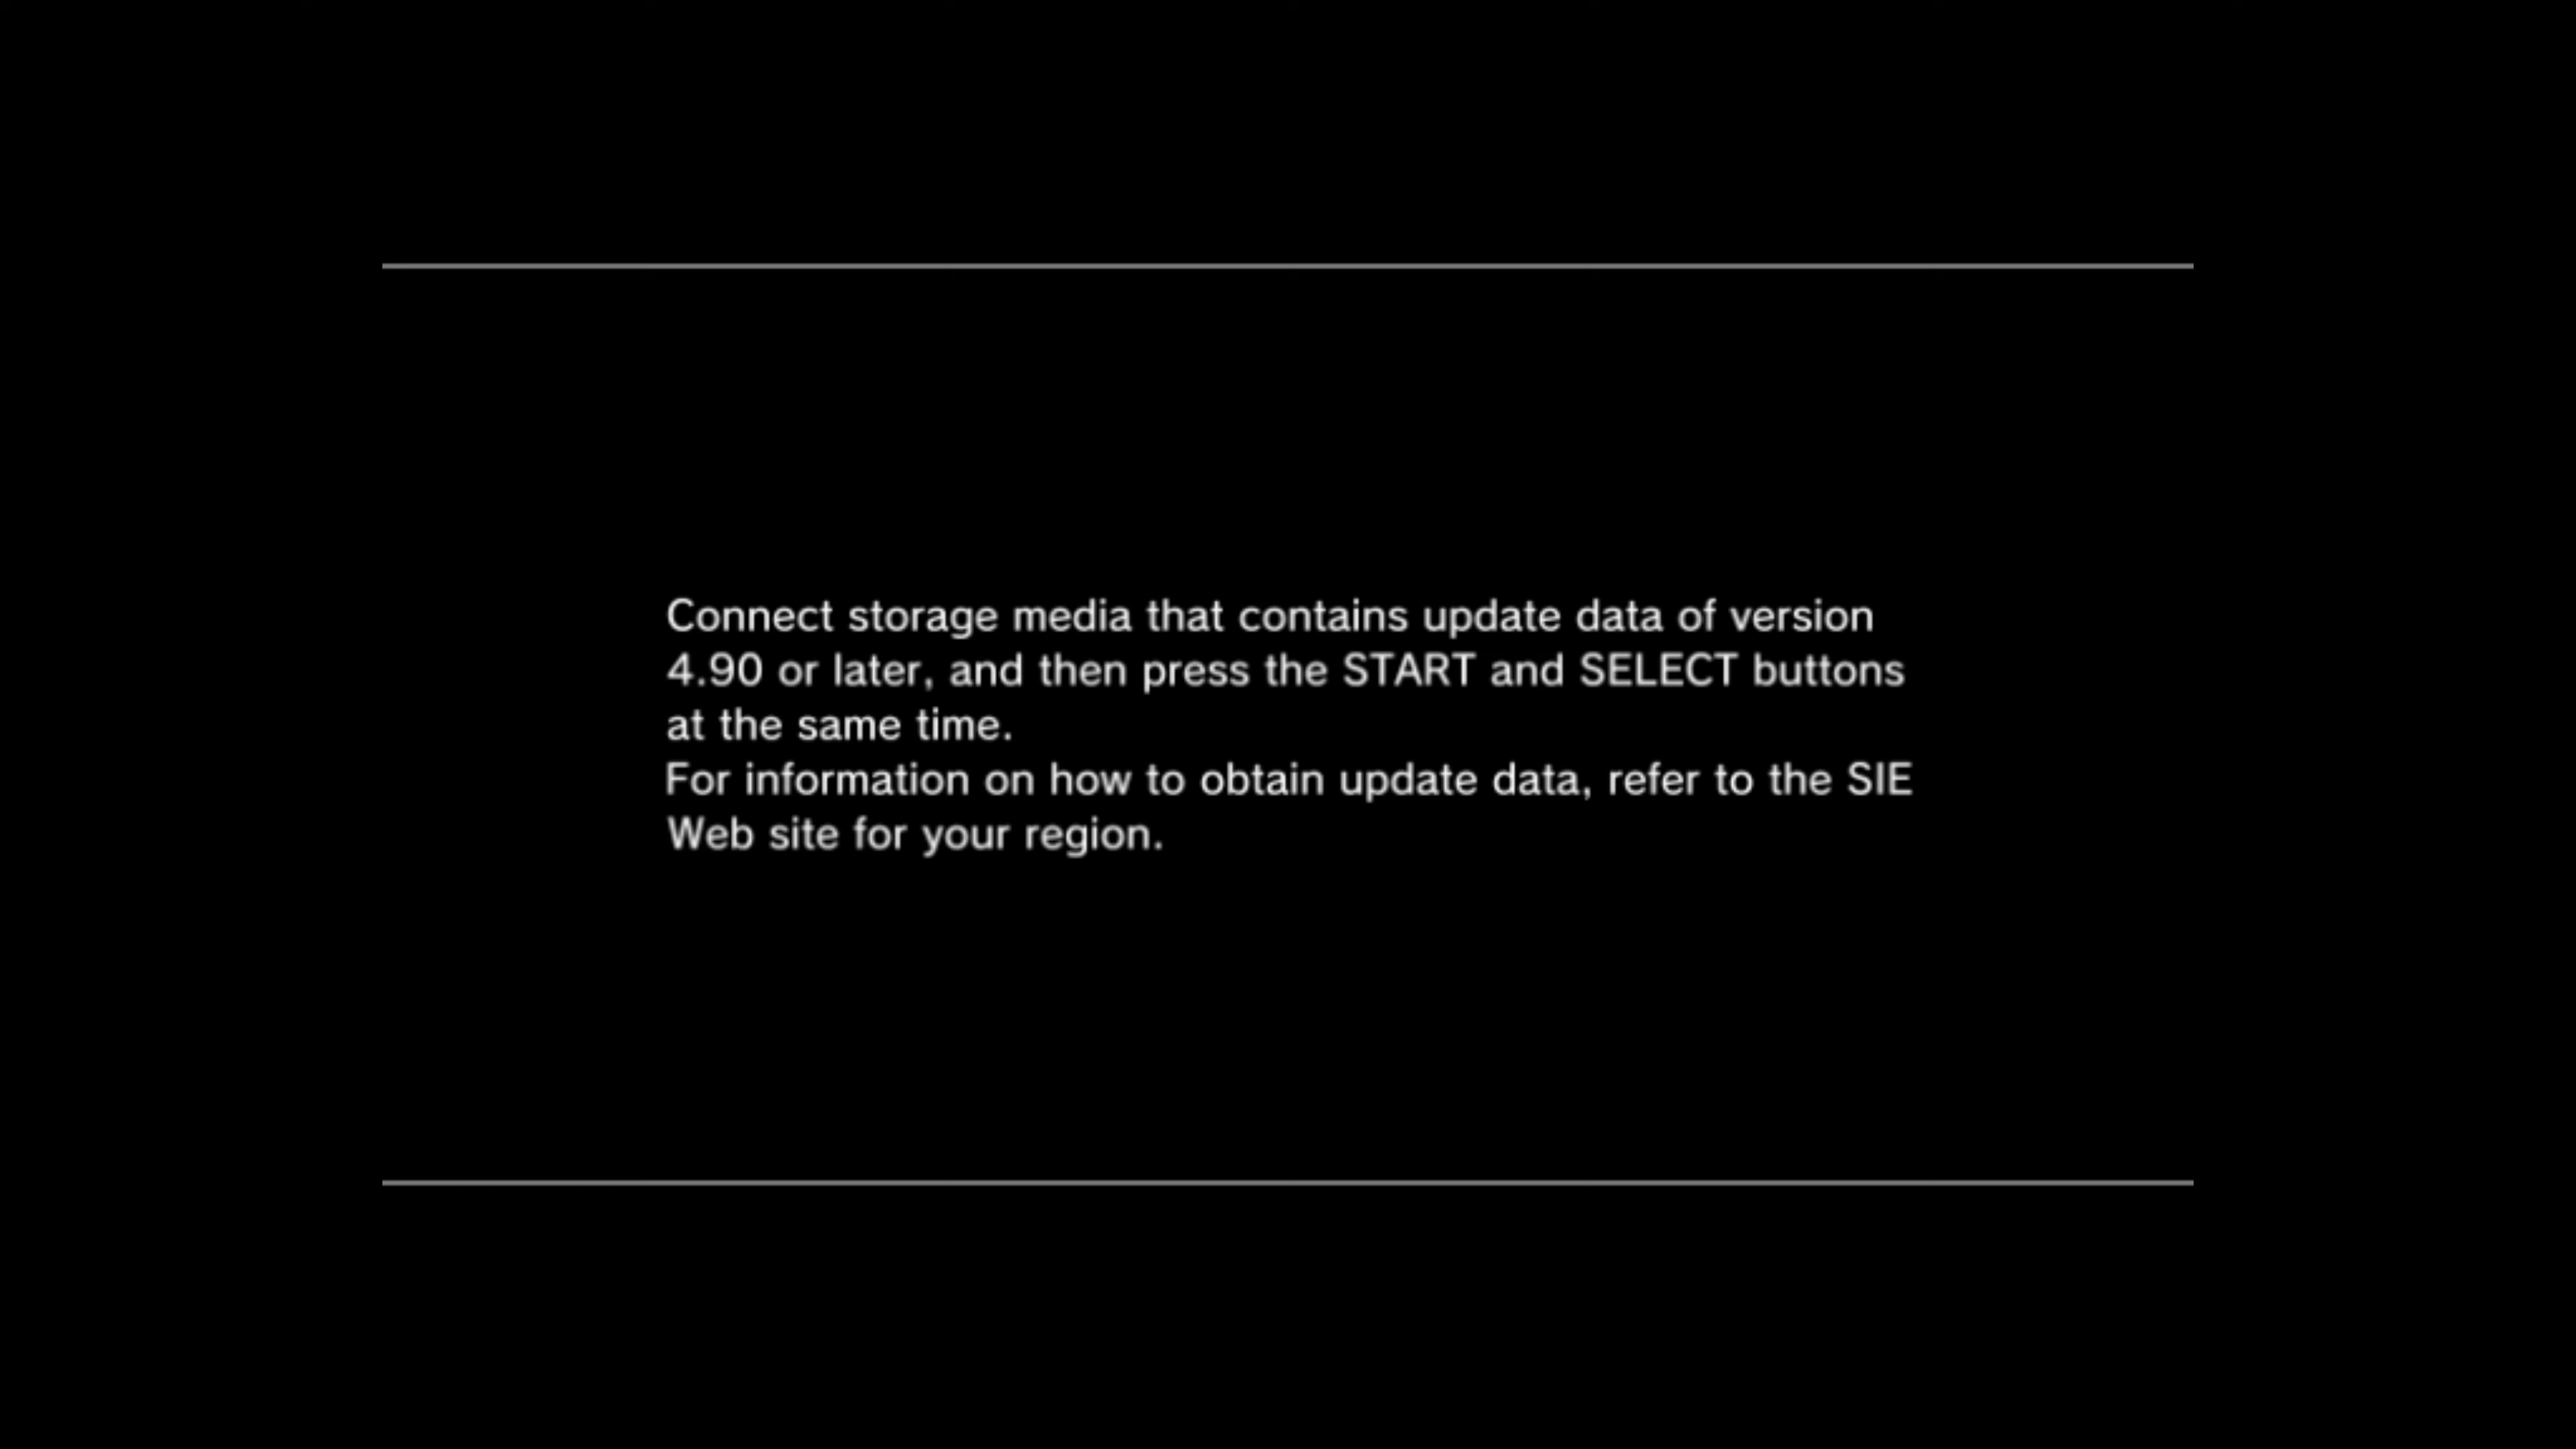 Connect storage media that contains update data of version
4.90 or later, and then press the START and SELECT buttons
at the same time.
For information on how to obtain update data, refer to the SIE
Web site for your region.